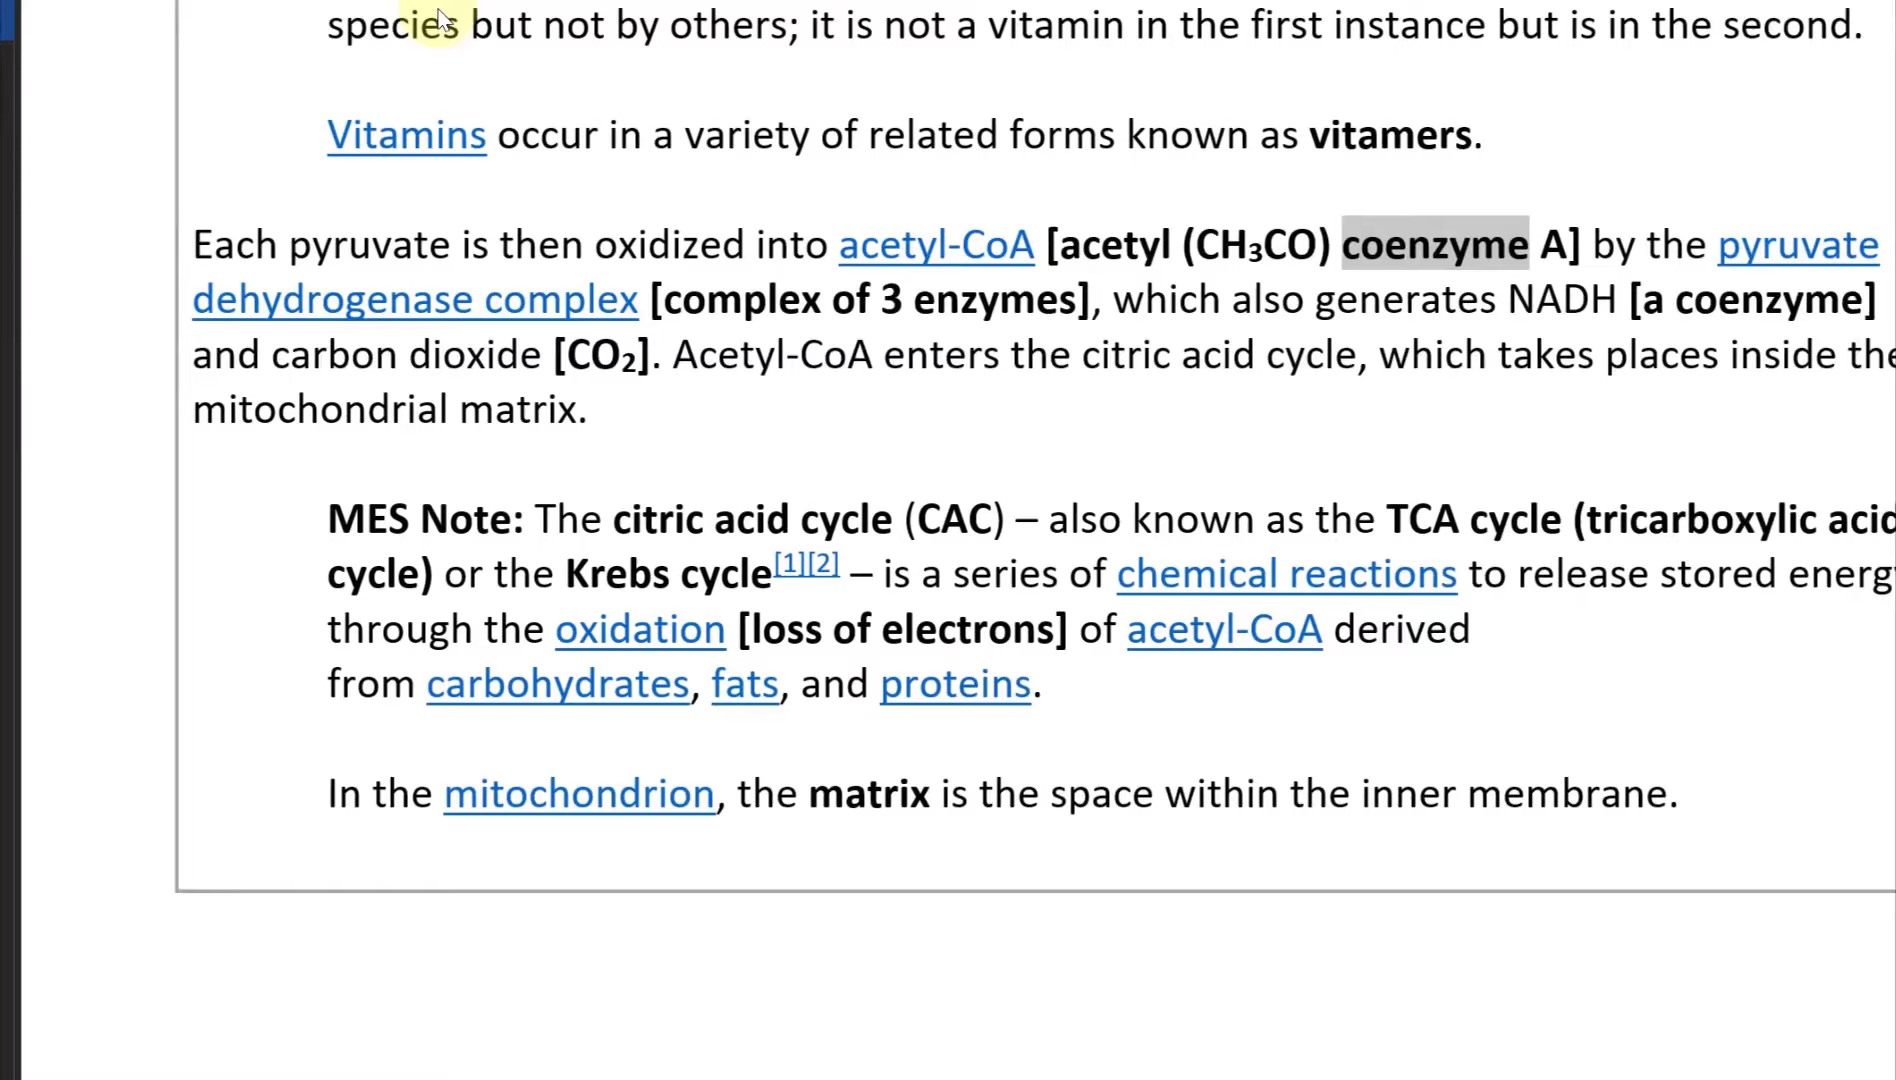 species but not by others; it is not a vitamin in the first instance but is in the second.
Vitamins occur in a variety of related forms known as vitamers.
Each pyruvate is then oxidized into acetyl-CoA [acetyl (CH₃CO) coenzyme A] by the pyruvate
dehydrogenase complex [complex of 3 enzymes], which also generates NADH [a coenzyme]
and carbon dioxide [CO₂]. Acetyl-CoA enters the citric acid cycle, which takes places inside the
mitochondrial matrix.
MES Note: The citric acid cycle (CAC) – also known as the TCA cycle (tricarboxylic acid
cycle) or the Krebs cycle[1][2] – is a series of chemical reactions to release stored energ
through the oxidation [loss of electrons] of acetyl-CoA derived
from carbohydrates, fats, and proteins.
In the mitochondrion, the matrix is the space within the inner membrane.